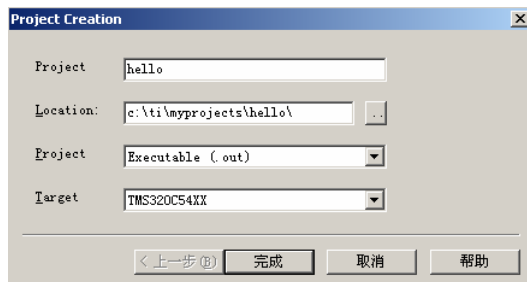 Project Creation
Project hello
Location: c:\ti\myprojects\hello\ ..
Project Executable (.out)
Target TMS320C54XX
< 上一步(B) 完成 取消 帮助